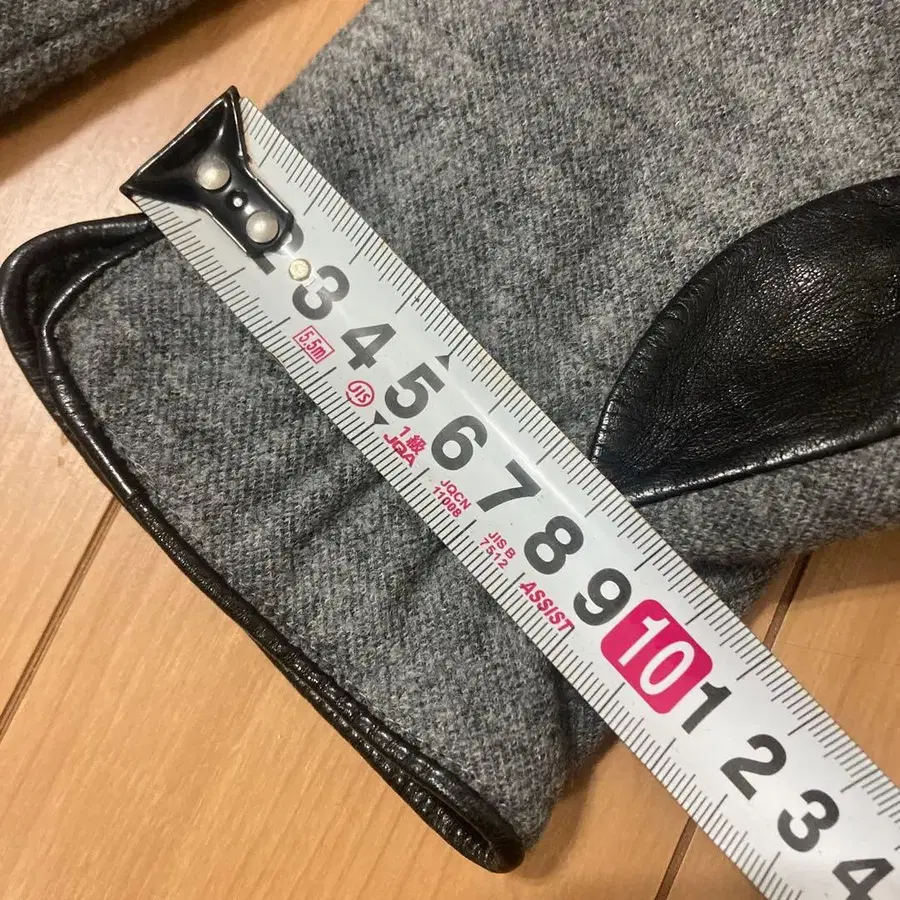 2
3
4
5
6
7
8
9
10
1
2
3
4
5.5m
JIS
1級
JQA
JQCN
11008
JIS B
7512
ASSIST